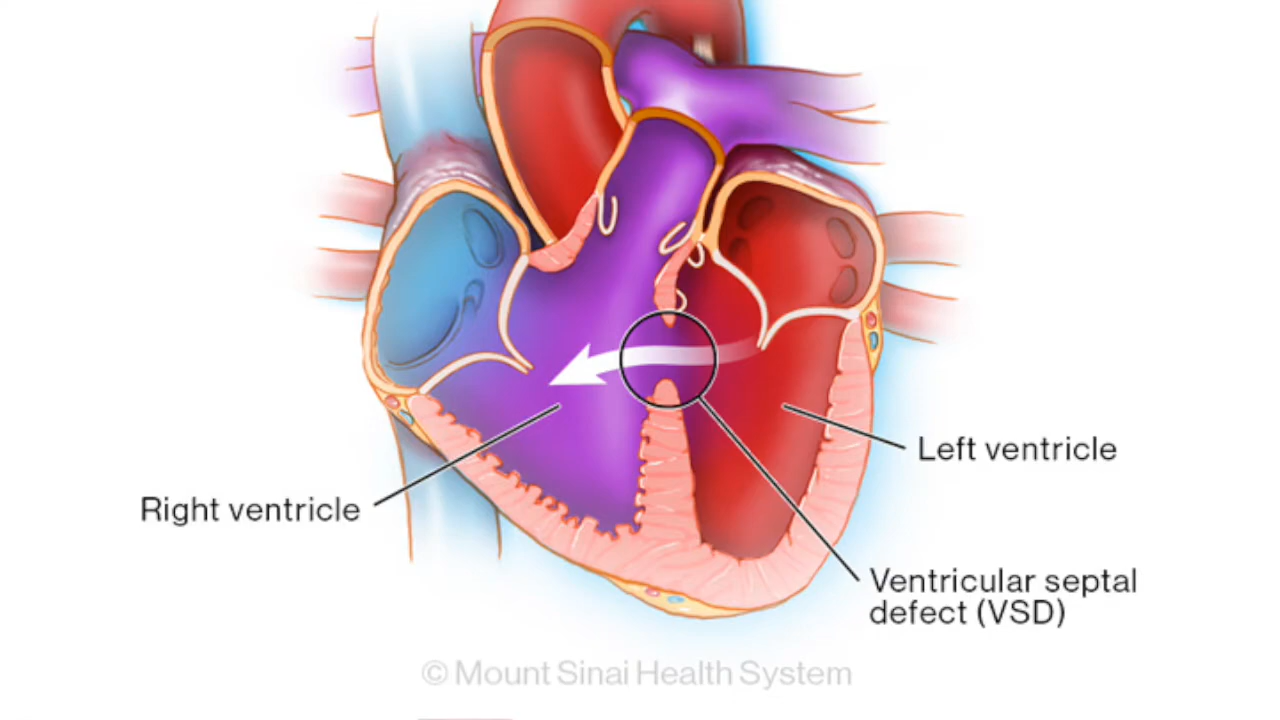 Left ventricle
Right ventricle
Ventricular septal
defect (VSD)
© Mount Sinai Health System